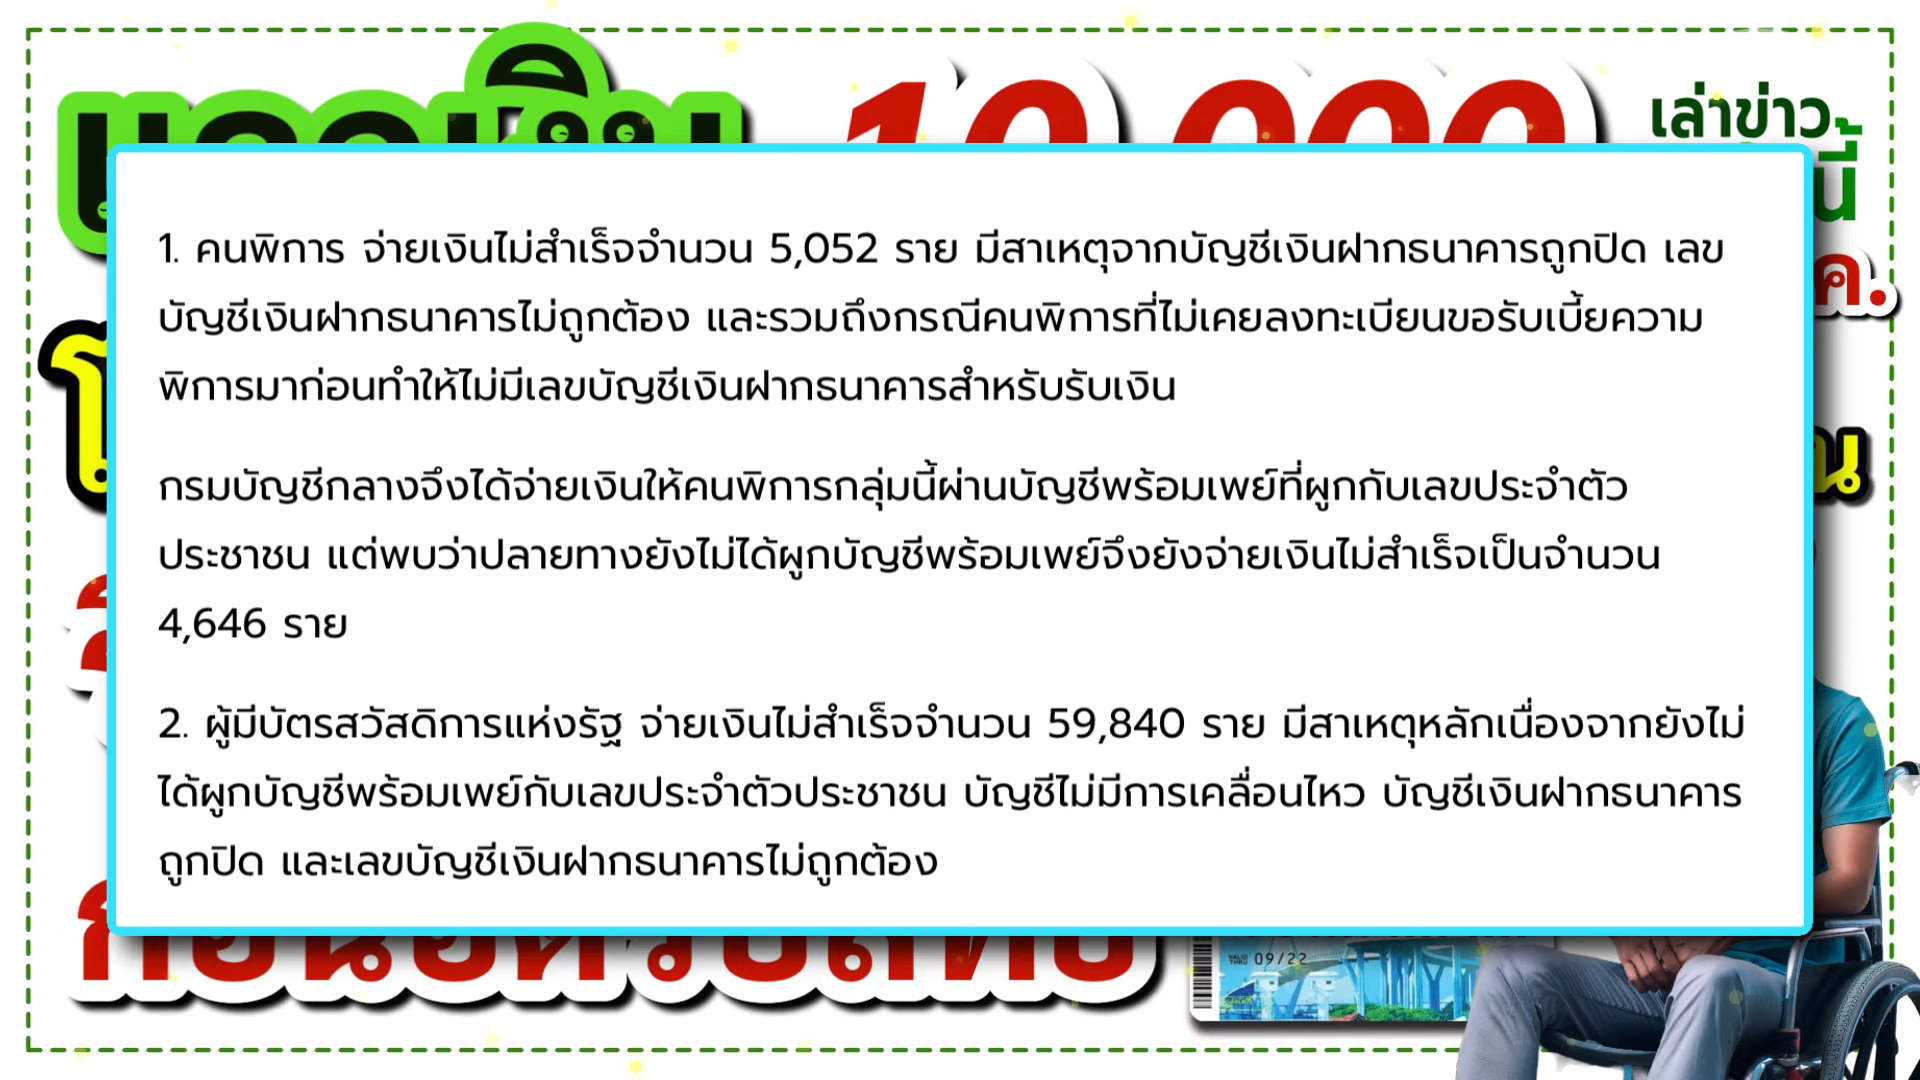 10,000
เล่าข่าว
1. คนพิการ จ่ายเงินไม่สำเร็จจำนวน 5,052 ราย มีสาเหตุจากบัญชีเงินฝากธนาคารถูกปิด เลข
บัญชีเงินฝากธนาคารไม่ถูกต้อง และรวมถึงกรณีคนพิการที่ไม่เคยลงทะเบียนขอรับเบี้ยความ
พิการมาก่อนทำให้ไม่มีเลขบัญชีเงินฝากธนาคารสำหรับรับเงิน
กรมบัญชีกลางจึงได้จ่ายเงินให้คนพิการกลุ่มนี้ผ่านบัญชีพร้อมเพย์ที่ผูกกับเลขประจำตัว
ประชาชน แต่พบว่าปลายทางยังไม่ได้ผูกบัญชีพร้อมเพย์จึงยังจ่ายเงินไม่สำเร็จเป็นจำนวน
4,646 ราย
2. ผู้มีบัตรสวัสดิการแห่งรัฐ จ่ายเงินไม่สำเร็จจำนวน 59,840 ราย มีสาเหตุหลักเนื่องจากยังไม่
ได้ผูกบัญชีพร้อมเพย์กับเลขประจำตัวประชาชน บัญชีไม่มีการเคลื่อนไหว บัญชีเงินฝากธนาคาร
ถูกปิด และเลขบัญชีเงินฝากธนาคารไม่ถูกต้อง
VALID THRU 09/22